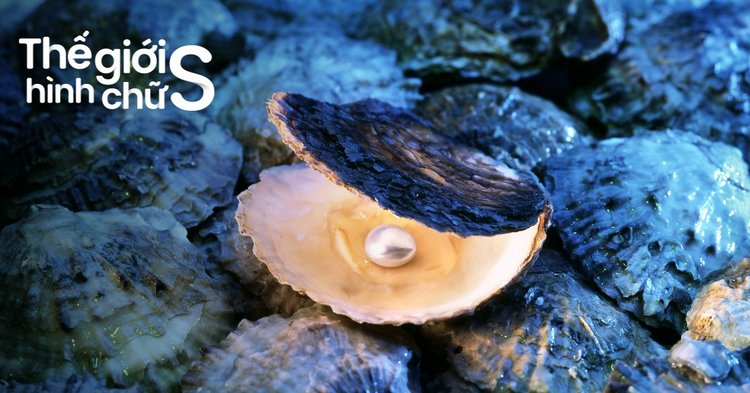 Thế giới
hình chữ S